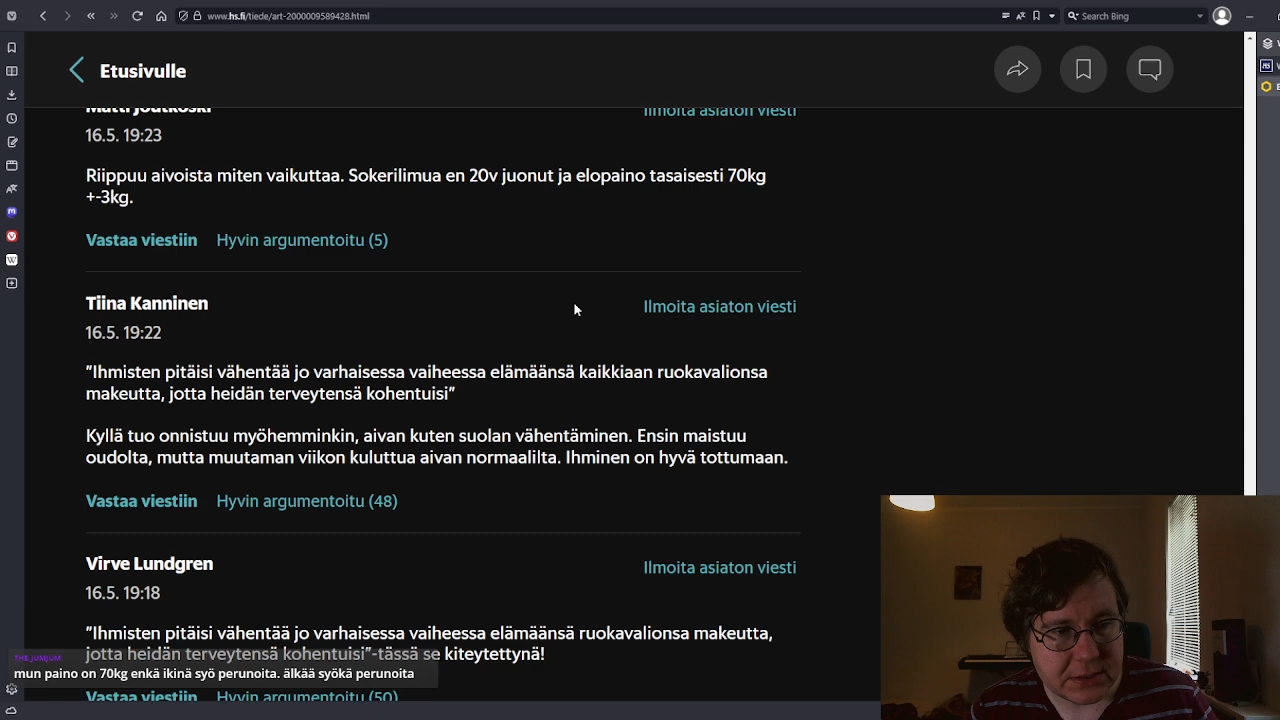 www.hs.fi/tiede/art-2000009589428.html
Search Bing
Etusivulle
Matti Joutkoski
Ilmoita asiaton viesti
16.5. 19:23
Riippuu aivoista miten vaikuttaa. Sokerilimua en 20v juonut ja elopaino tasaisesti 70kg
+-3kg.
Vastaa viestiin Hyvin argumentoitu (5)
Tiina Kanninen
Ilmoita asiaton viesti
16.5. 19:22
"Ihmisten pitäisi vähentää jo varhaisessa vaiheessa elämäänsä kaikkiaan ruokavalionsa
makeutta, jotta heidän terveytensä kohentuisi"
Kyllä tuo onnistuu myöhemminkin, aivan kuten suolan vähentäminen. Ensin maistuu
oudolta, mutta muutaman viikon kuluttua aivan normaalilta. Ihminen on hyvä tottumaan.
Vastaa viestiin Hyvin argumentoitu (48)
Virve Lundgren
Ilmoita asiaton viesti
16.5. 19:18
"Ihmisten pitäisi vähentää jo varhaisessa vaiheessa elämäänsä ruokavalionsa makeutta,
jotta heidän terveytensä kohentuisi"-tässä se kiteytettynä!
THE_JUMJUM
mun paino on 70kg enkä ikinä syö perunoita. älkää syökä perunoita
Vastaa viestiin Hyvin argumentoitu (50)